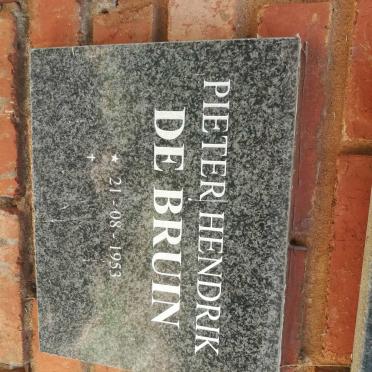 PIETER HENDRIK
DE BRUIN
★ 21 - 08 - 1953
✝